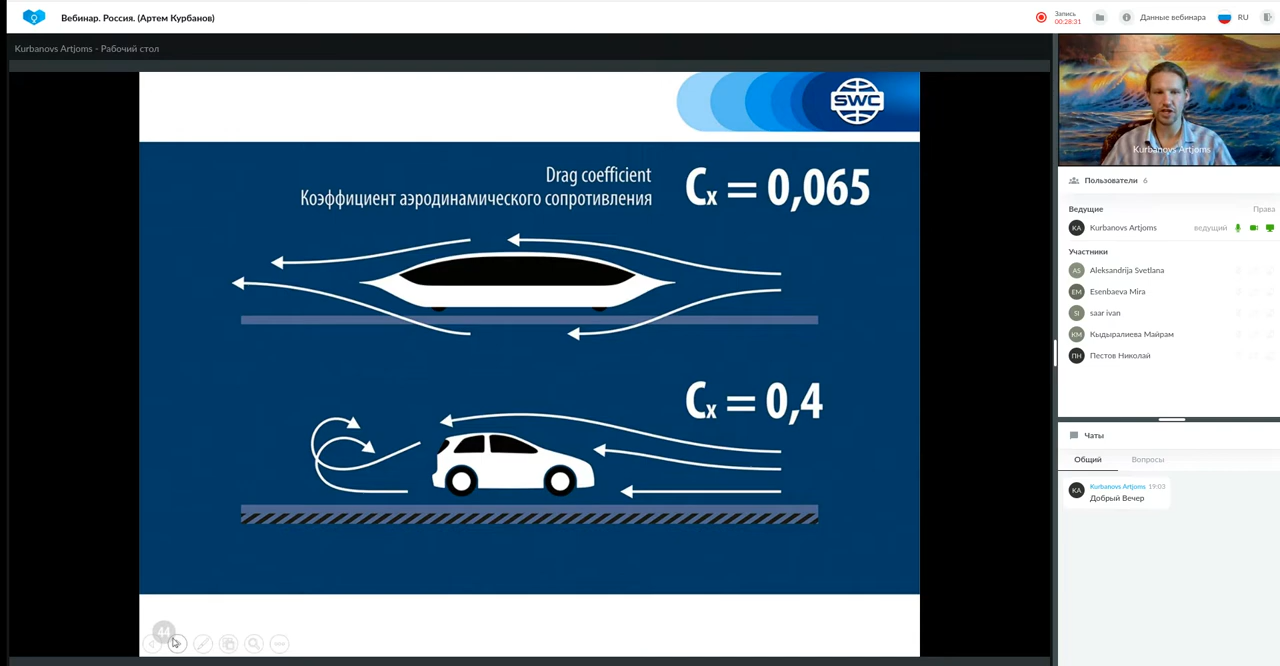 Вебинар. Россия. (Артем Курбанов)
Запись
00:28:31
Данные вебинара
RU
Kurbanovs Artjoms - Рабочий стол
SWC
Drag coefficient
Коэффициент аэродинамического сопротивления
Cx = 0,065
Cx = 0,4
44
Kurbanovs Artjoms
Пользователи 6
Ведущие Права
KA Kurbanovs Artjoms ведущий
Участники
AS Aleksandrija Svetlana
EM Esenbaeva Mira
SI saar ivan
КМ Кыдыралиева Майрам
ПН Пестов Николай
Чаты
Общий Вопросы
KA Kurbanovs Artjoms 19:03
Добрый Вечер